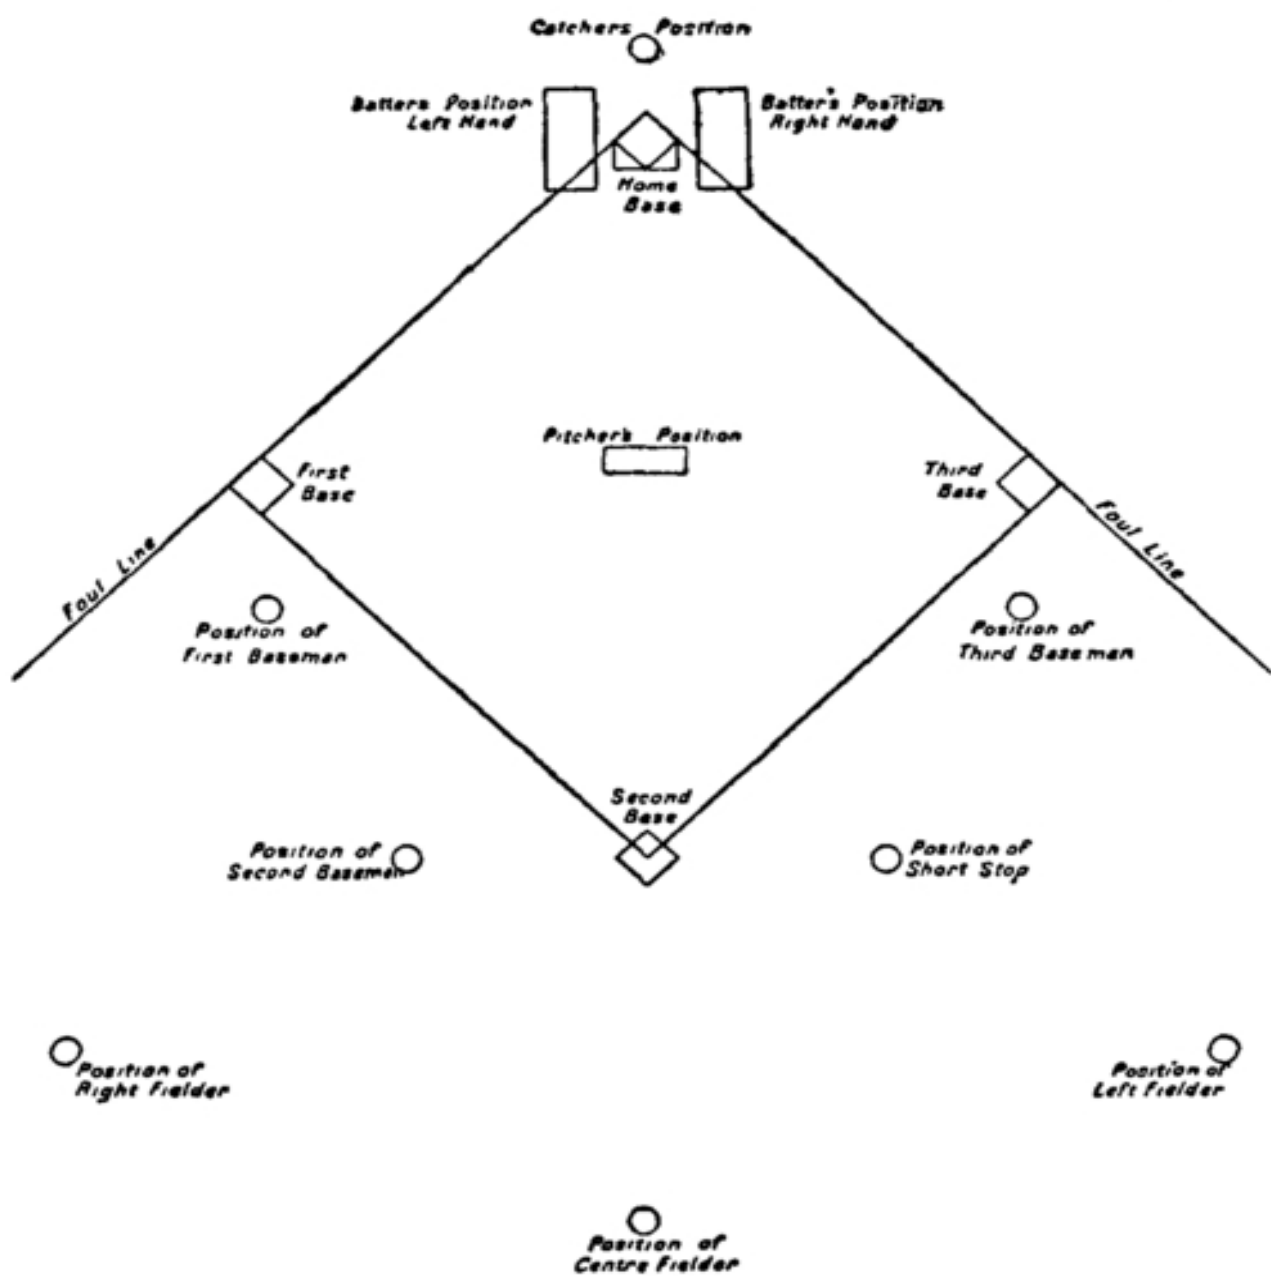 Catchers Position
Batters Position
Left Hand
Batter's Position
Right Hand
Home
Base
Pitcher's Position
First
Base
Third
Base
Foul Line
Foul Line
Position of
First Baseman
Position of
Third Baseman
Second
Base
Position of
Second Baseman
Position of
Short Stop
Position of
Right Fielder
Position of
Left Fielder
Position of
Centre Fielder